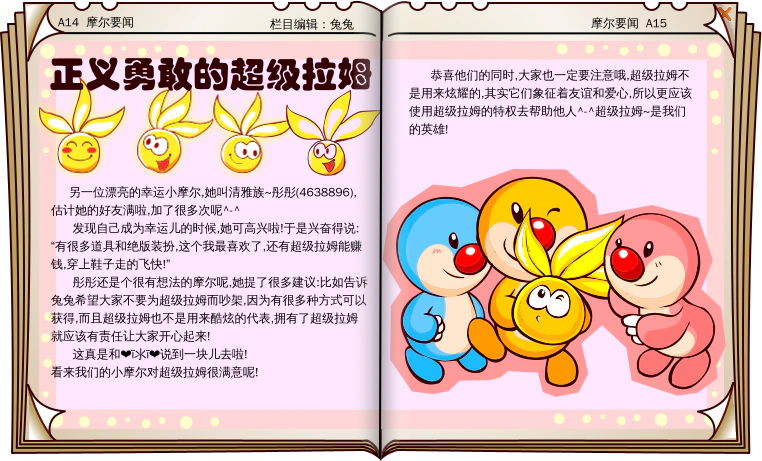 A14 摩尔要闻
栏目编辑：兔兔
正义勇敢的超级拉姆
另一位漂亮的幸运小摩尔,她叫清雅族~彤彤(4638896),
估计她的好友满啦,加了很多次呢^-^
发现自己成为幸运儿的时候,她可高兴啦!于是兴奋得说:
“有很多道具和绝版装扮,这个我最喜欢了,还有超级拉姆能赚
钱,穿上鞋子走的飞快!”
彤彤还是个很有想法的摩尔呢,她提了很多建议:比如告诉
兔兔希望大家不要为超级拉姆而吵架,因为有很多种方式可以
获得,而且超级拉姆也不是用来酷炫的代表,拥有了超级拉姆
就应该有责任让大家开心起来!
这真是和❤❤说到一块儿去啦!
看来我们的小摩尔对超级拉姆很满意呢!
摩尔要闻 A15
恭喜他们的同时,大家也一定要注意哦,超级拉姆不
是用来炫耀的,其实它们象征着友谊和爱心,所以更应该
使用超级拉姆的特权去帮助他人^-^超级拉姆~是我们
的英雄!